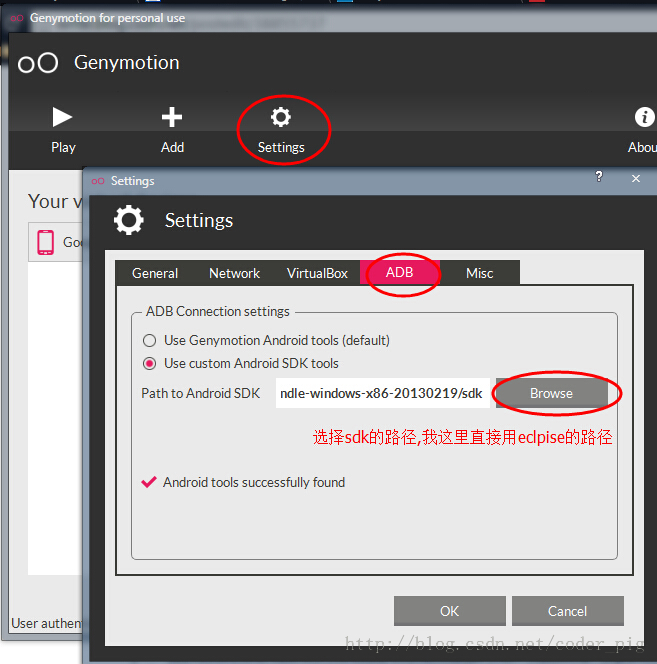 Genymotion for personal use
Genymotion
Play
Add
Settings
Abou
Your v
Settings
Goo
Settings
General
Network
VirtualBox
ADB
Misc
ADB Connection settings
Use Genymotion Android tools (default)
Use custom Android SDK tools
Path to Android SDK
ndle-windows-x86-20130219/sdk
Browse
选择sdk的路径,我这里直接用eclpise的路径
Android tools successfully found
OK
Cancel
User authent
http://blog.csdn.net/coder_pig